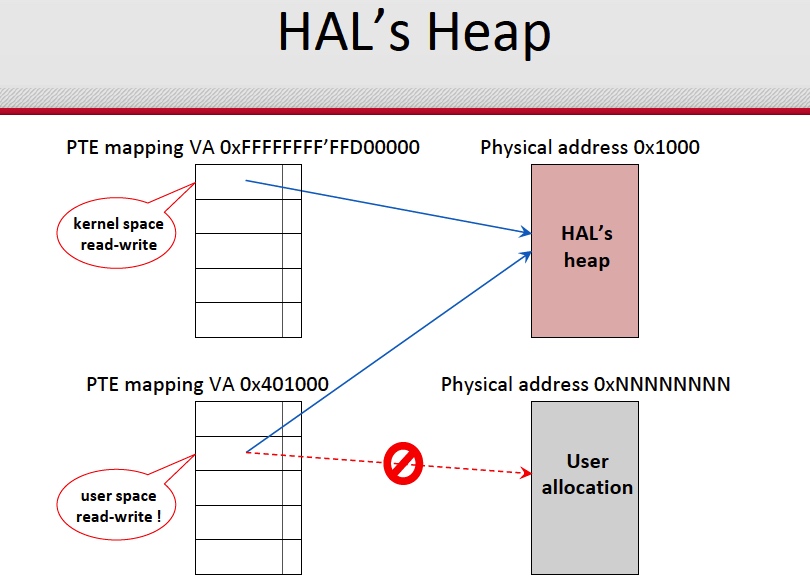 HAL’s Heap
PTE mapping VA 0xFFFFFFFF’FFD00000
Physical address 0x1000
kernel space
read-write
HAL’s
heap
PTE mapping VA 0x401000
Physical address 0xNNNNNNNN
user space
read-write !
User
allocation